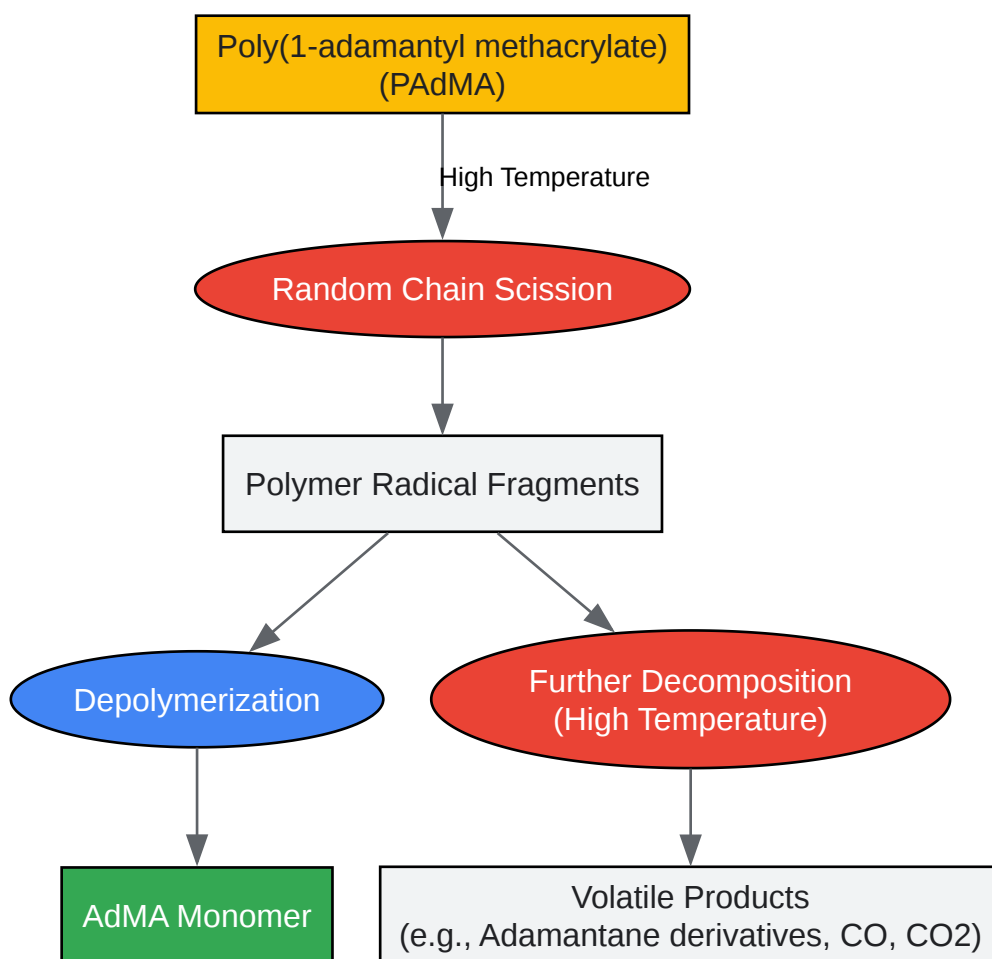 Poly(1-adamantyl methacrylate)
(PAdMA)
High Temperature
Random Chain Scission
Polymer Radical Fragments
Depolymerization
Further Decomposition
(High Temperature)
AdMA Monomer
Volatile Products
(e.g., Adamantane derivatives, CO, CO2)